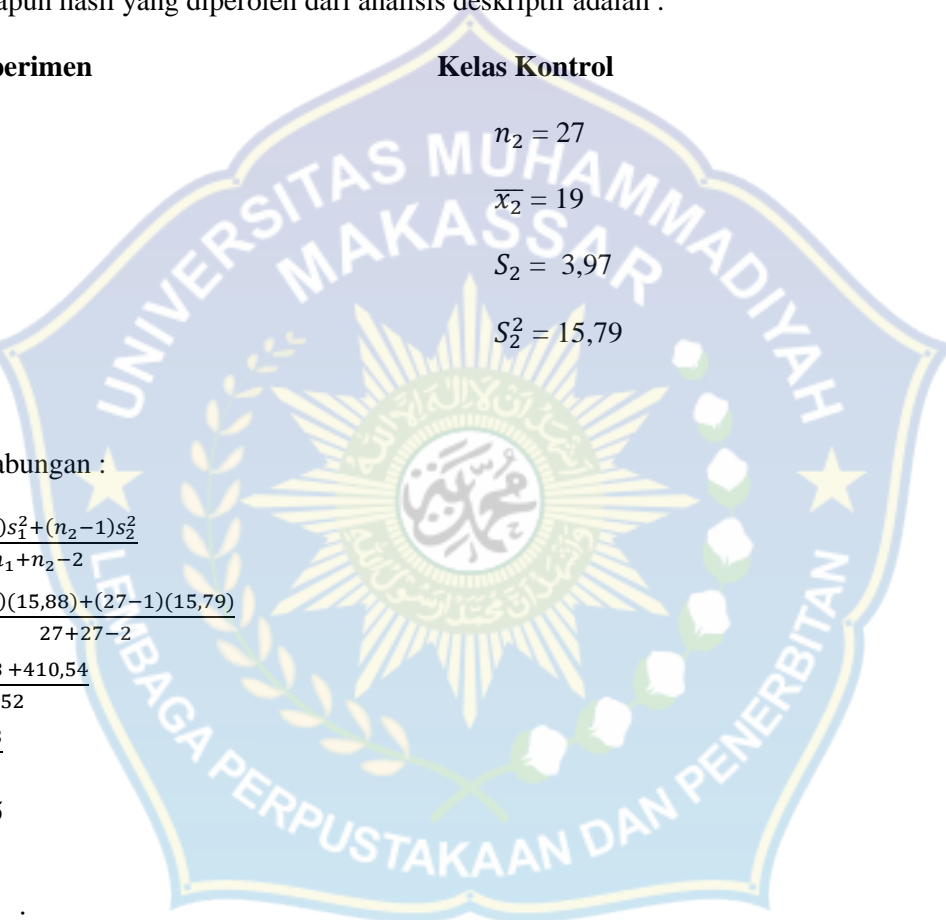 apun hasil yang diperoleh dari analisis deskriptif adalah :
perimen Kelas Kontrol
n₂ = 27
x̅₂ = 19
S₂ = 3,97
S₂² = 15,79
abungan :
)s₁²+(n₂−1)s₂²
n₁+n₂−2
)(15,88)+(27−1)(15,79)
27+27−2
+410,54
52
.
UNIVERSITAS MUHAMMADIYAH
MAKASSAR
LEMBAGA PERPUSTAKAAN DAN PENERBITAN